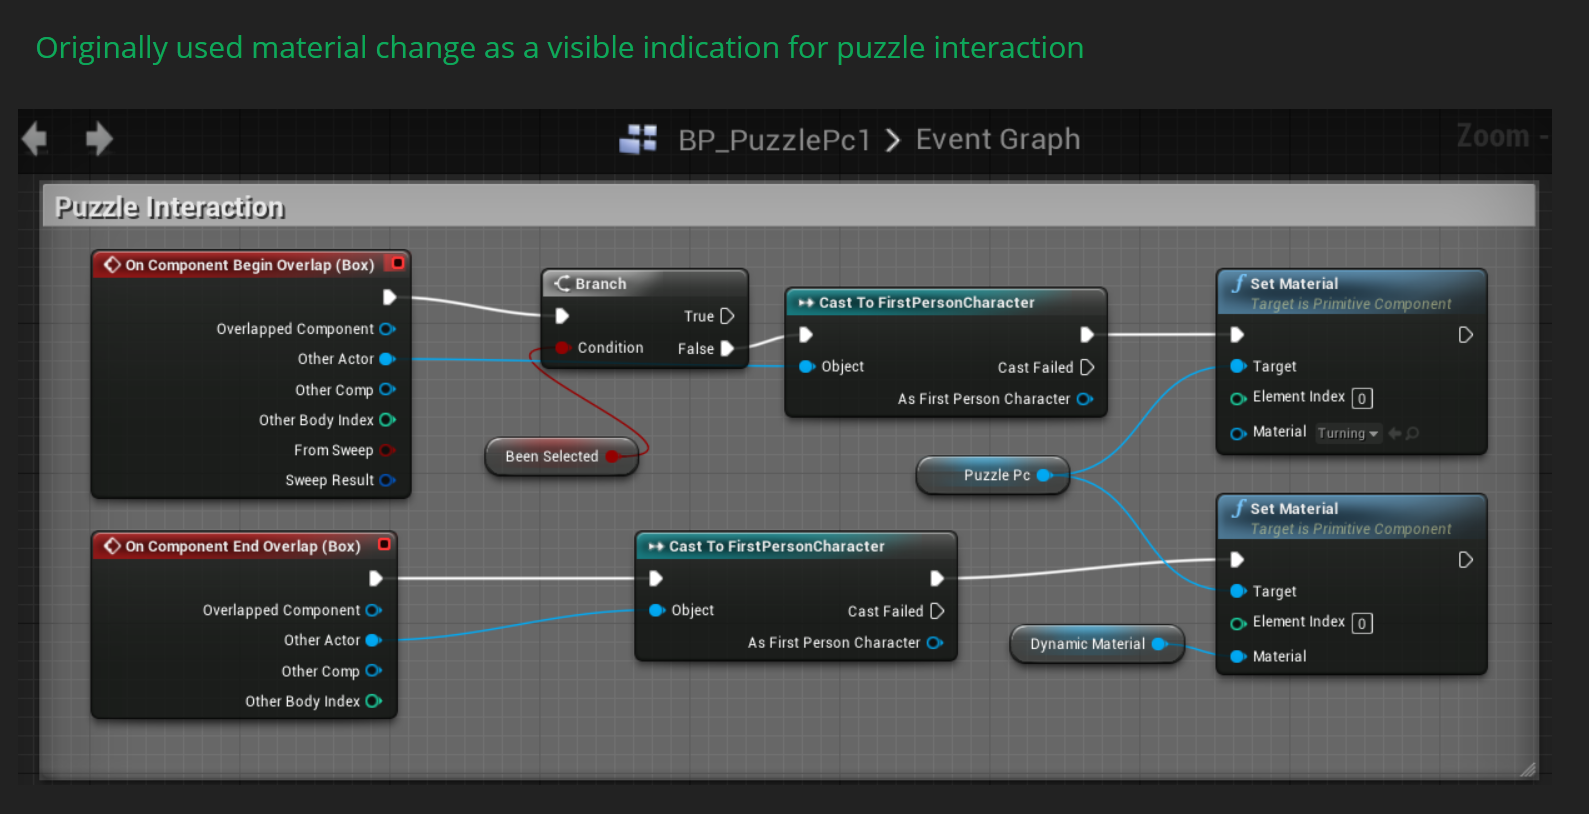 Originally used material change as a visible indication for puzzle interaction
BP_PuzzlePc1 > Event Graph
Zoom -
Puzzle Interaction
On Component Begin Overlap (Box)
Overlapped Component
Other Actor
Other Comp
Other Body Index
From Sweep
Sweep Result
Branch
True
Condition
False
Been Selected
Cast To FirstPersonCharacter
Object
Cast Failed
As First Person Character
Puzzle Pc
Set Material
Target is Primitive Component
Target
Element Index 0
Material Turning
On Component End Overlap (Box)
Overlapped Component
Other Actor
Other Comp
Other Body Index
Cast To FirstPersonCharacter
Object
Cast Failed
As First Person Character
Dynamic Material
Set Material
Target is Primitive Component
Target
Element Index 0
Material